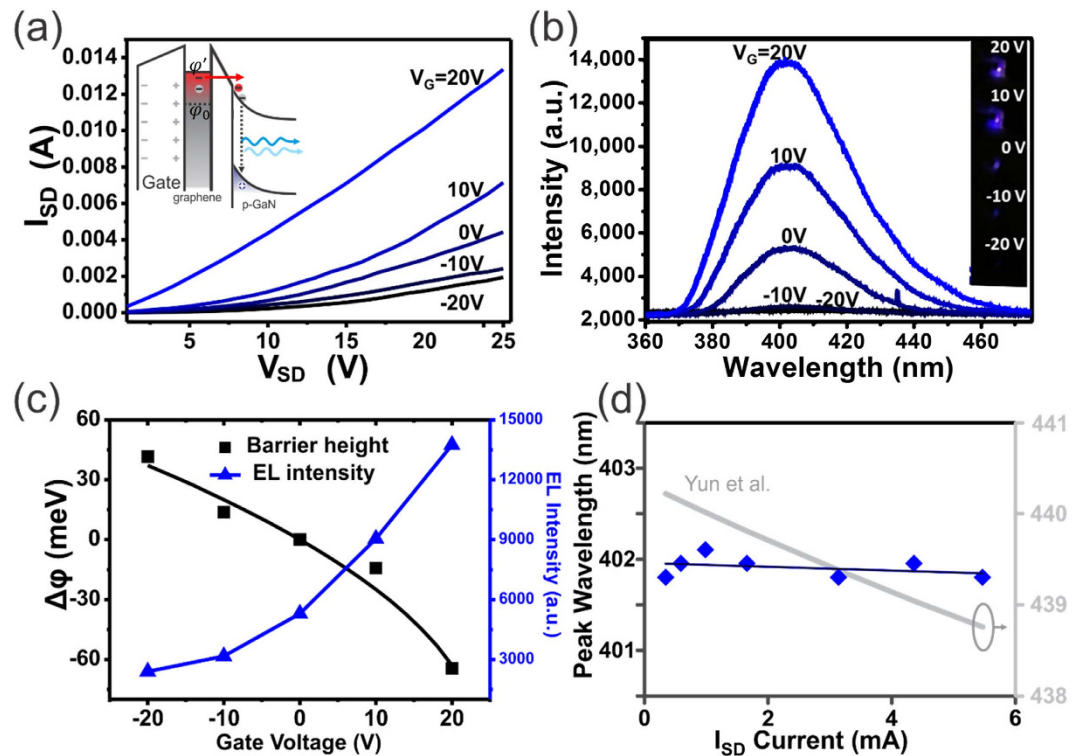 (a)
0.014
0.012
0.010
0.008
0.006
0.004
0.002
0.000
I_SD (A)
φ'
φ₀
Gate
graphene
p-GaN
V_G=20V
10V
0V
-10V
-20V
5
10
15
20
25
V_SD (V)
(b)
14,000
12,000
10,000
8,000
6,000
4,000
2,000
Intensity (a.u.)
V_G=20V
10V
0V
-10V
-20V
20 V
10 V
0 V
-10 V
-20 V
360
380
400
420
440
460
Wavelength (nm)
(c)
60
30
0
-30
-60
Δφ (meV)
Barrier height
EL intensity
15000
12000
9000
6000
3000
EL Intensity (a.u.)
-20
-10
0
10
20
Gate Voltage (V)
(d)
403
402
401
Peak Wavelength (nm)
Yun et al.
441
440
439
438
0
2
4
6
I_SD Current (mA)